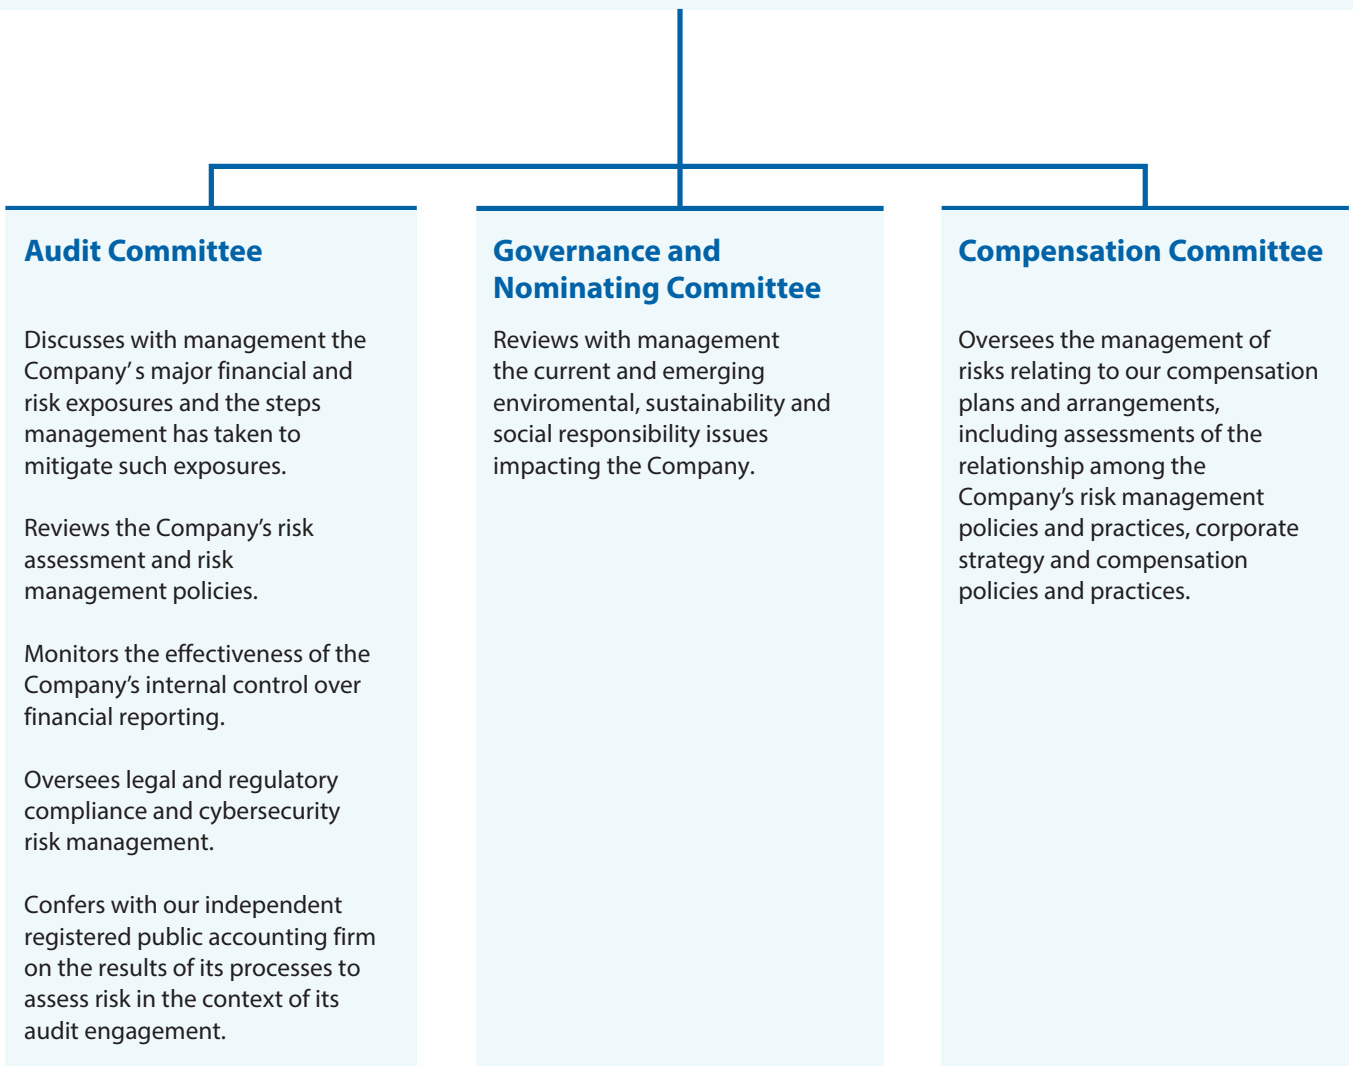 Audit Committee
Discusses with management the
Company’ s major financial and
risk exposures and the steps
management has taken to
mitigate such exposures.
Reviews the Company’s risk
assessment and risk
management policies.
Monitors the effectiveness of the
Company’s internal control over
financial reporting.
Oversees legal and regulatory
compliance and cybersecurity
risk management.
Confers with our independent
registered public accounting firm
on the results of its processes to
assess risk in the context of its
audit engagement.
Governance and
Nominating Committee
Reviews with management
the current and emerging
enviromental, sustainability and
social responsibility issues
impacting the Company.
Compensation Committee
Oversees the management of
risks relating to our compensation
plans and arrangements,
including assessments of the
relationship among the
Company’s risk management
policies and practices, corporate
strategy and compensation
policies and practices.